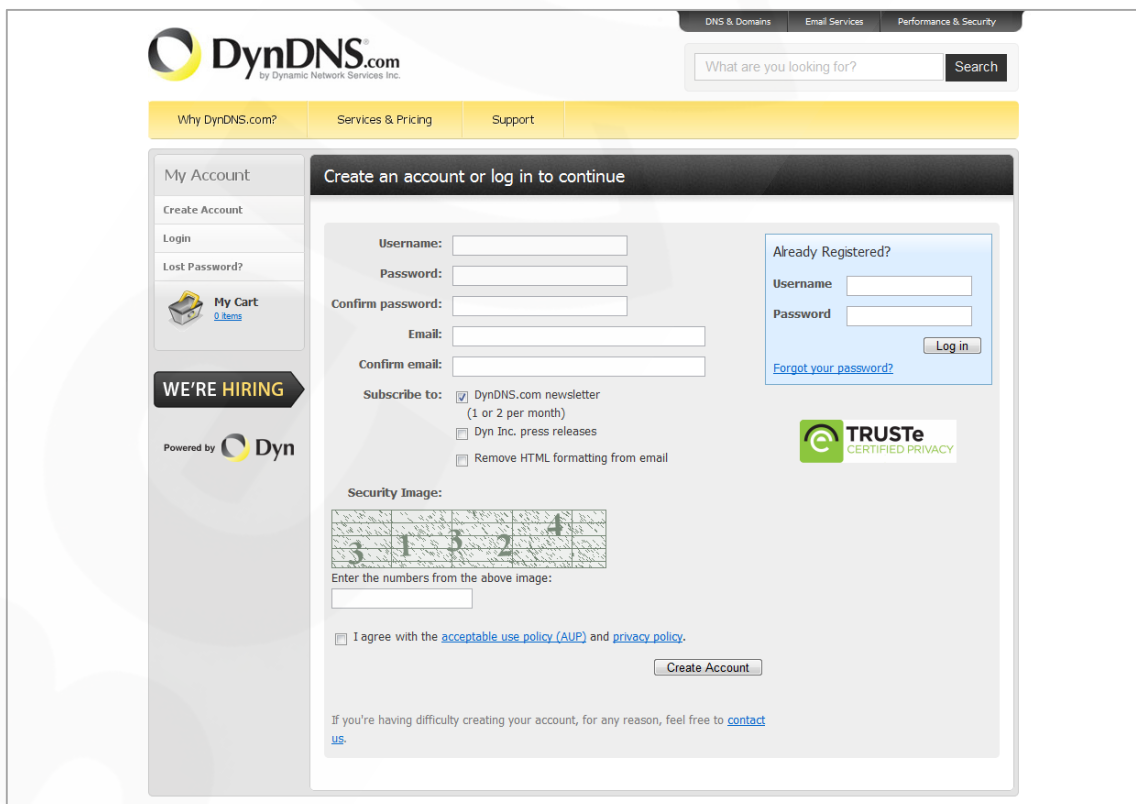 DNS & Domains
Email Services
Performance & Security
DynDNS.com
by Dynamic Network Services Inc.
What are you looking for?
Search
Why DynDNS.com?
Services & Pricing
Support
My Account
Create Account
Login
Lost Password?
My Cart
0 items
WE'RE HIRING
Powered by Dyn
Create an account or log in to continue
Username:
Password:
Confirm password:
Email:
Confirm email:
Subscribe to:
DynDNS.com newsletter
(1 or 2 per month)
Dyn Inc. press releases
Remove HTML formatting from email
Security Image:
3 1 3 2 4
Enter the numbers from the above image:
I agree with the acceptable use policy (AUP) and privacy policy.
Create Account
If you're having difficulty creating your account, for any reason, feel free to contact
us.
Already Registered?
Username
Password
Log in
Forgot your password?
TRUSTe
CERTIFIED PRIVACY